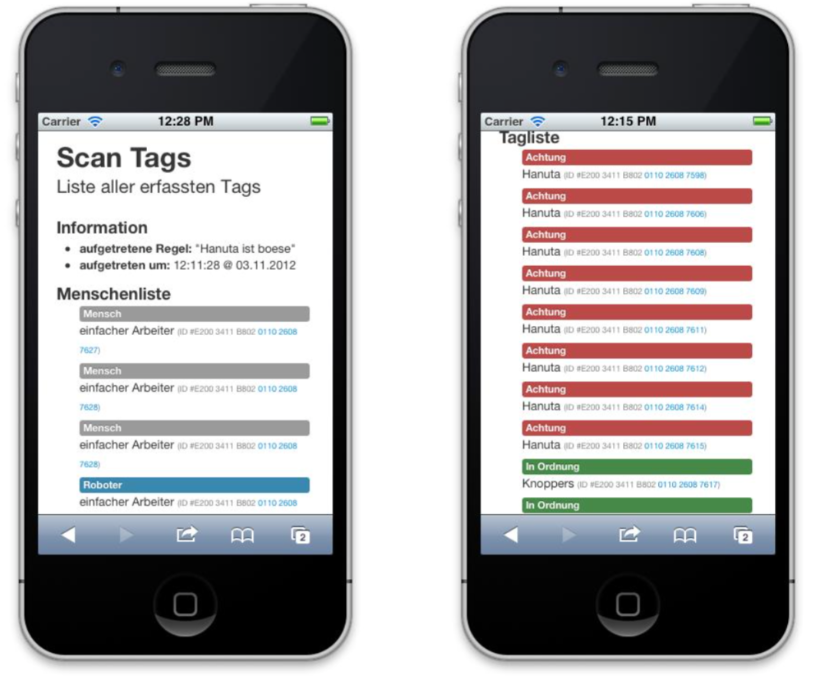 Carrier 12:28 PM
Scan Tags
Liste aller erfassten Tags
Information
• aufgetretene Regel: "Hanuta ist boese"
• aufgetreten um: 12:11:28 @ 03.11.2012
Menschenliste
Mensch
einfacher Arbeiter (ID #E200 3411 B802 0110 2608
7627)
Mensch
einfacher Arbeiter (ID #E200 3411 B802 0110 2608
7628)
Mensch
einfacher Arbeiter (ID #E200 3411 B802 0110 2608
7628)
Roboter
einfacher Arbeiter (ID #E200 3411 B802 0110 2608
2
Carrier 12:15 PM
Tagliste
Achtung
Hanuta (ID #E200 3411 B802 0110 2608 7598)
Achtung
Hanuta (ID #E200 3411 B802 0110 2608 7606)
Achtung
Hanuta (ID #E200 3411 B802 0110 2608 7608)
Achtung
Hanuta (ID #E200 3411 B802 0110 2608 7609)
Achtung
Hanuta (ID #E200 3411 B802 0110 2608 7611)
Achtung
Hanuta (ID #E200 3411 B802 0110 2608 7612)
Achtung
Hanuta (ID #E200 3411 B802 0110 2608 7614)
Achtung
Hanuta (ID #E200 3411 B802 0110 2608 7615)
In Ordnung
Knoppers (ID #E200 3411 B802 0110 2608 7617)
In Ordnung
2